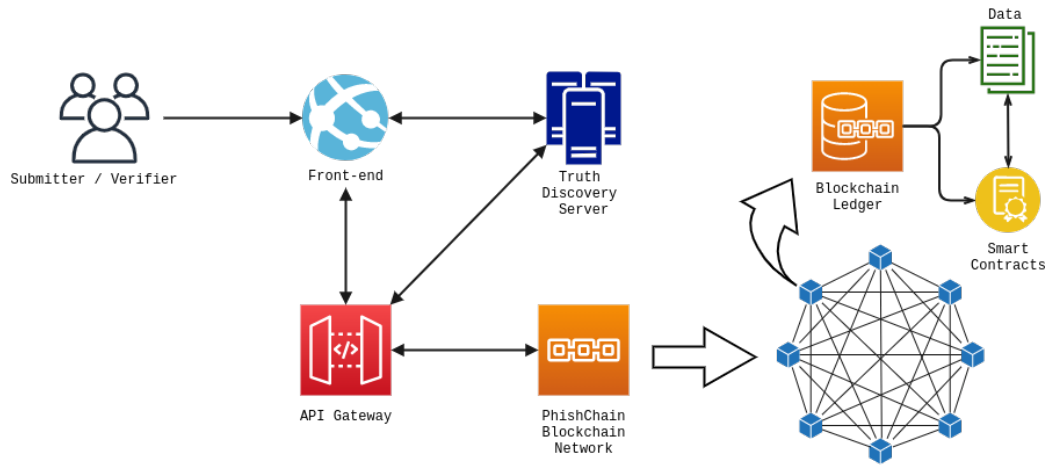 Data
Submitter / Verifier
Front-end
Truth
Discovery
Server
Blockchain
Ledger
Smart
Contracts
</>
API Gateway
PhishChain
Blockchain
Network